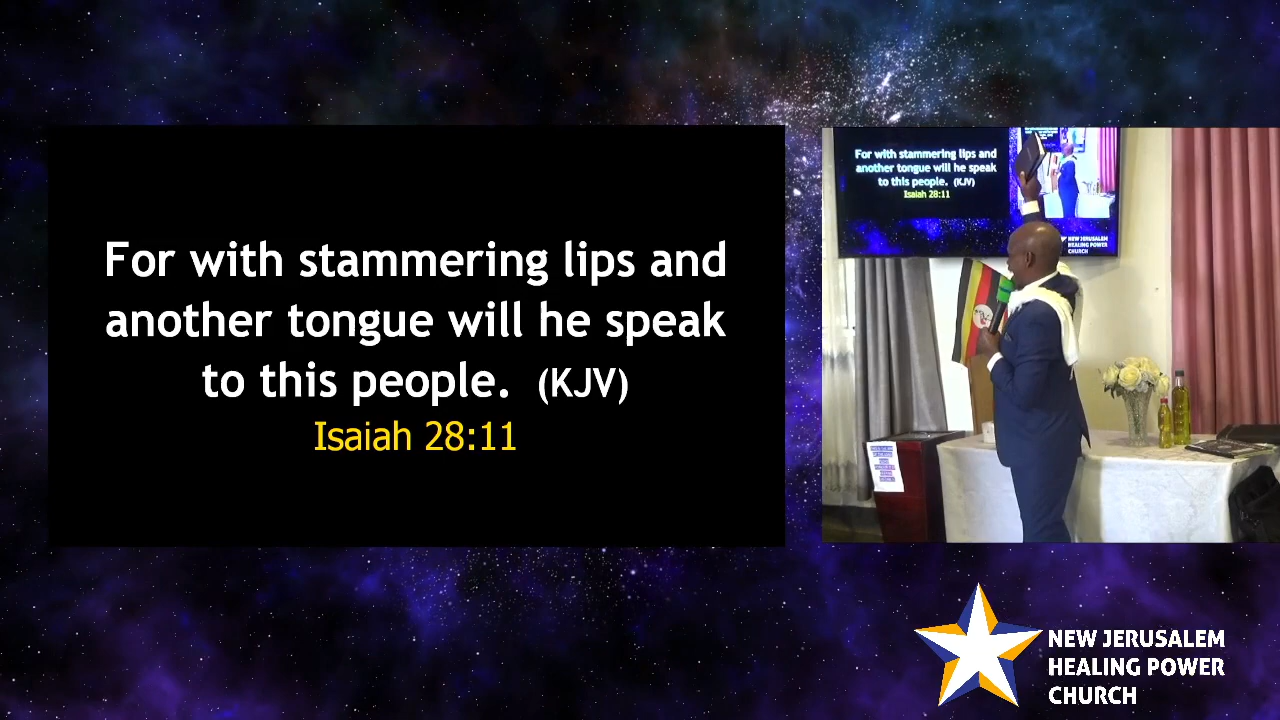 For with stammering lips and
another tongue will he speak
to this people. (KJV)
Isaiah 28:11
For with stammering lips and
another tongue will he speak
to this people. (KJV)
Isaiah 28:11
NEW JERUSALEM
HEALING POWER
CHURCH
NEW JERUSALEM
HEALING POWER
CHURCH